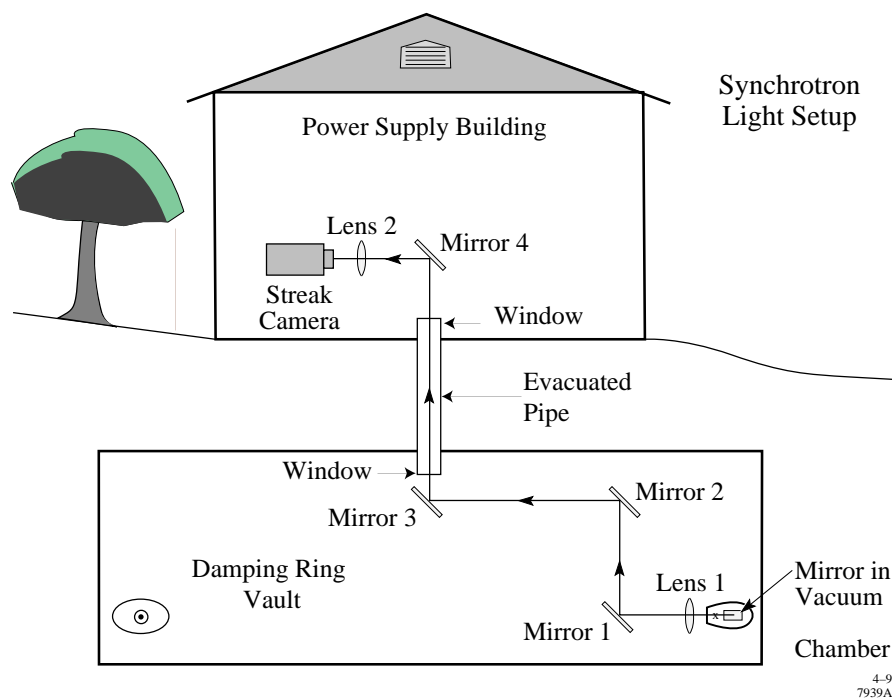 Synchrotron
Light Setup
Power Supply Building
Lens 2
Mirror 4
Streak
Camera
Window
Evacuated
Pipe
Window
Mirror 3
Mirror 2
Damping Ring
Vault
Lens 1
Mirror 1
x
Mirror in
Vacuum
Chamber
4–9
7939A